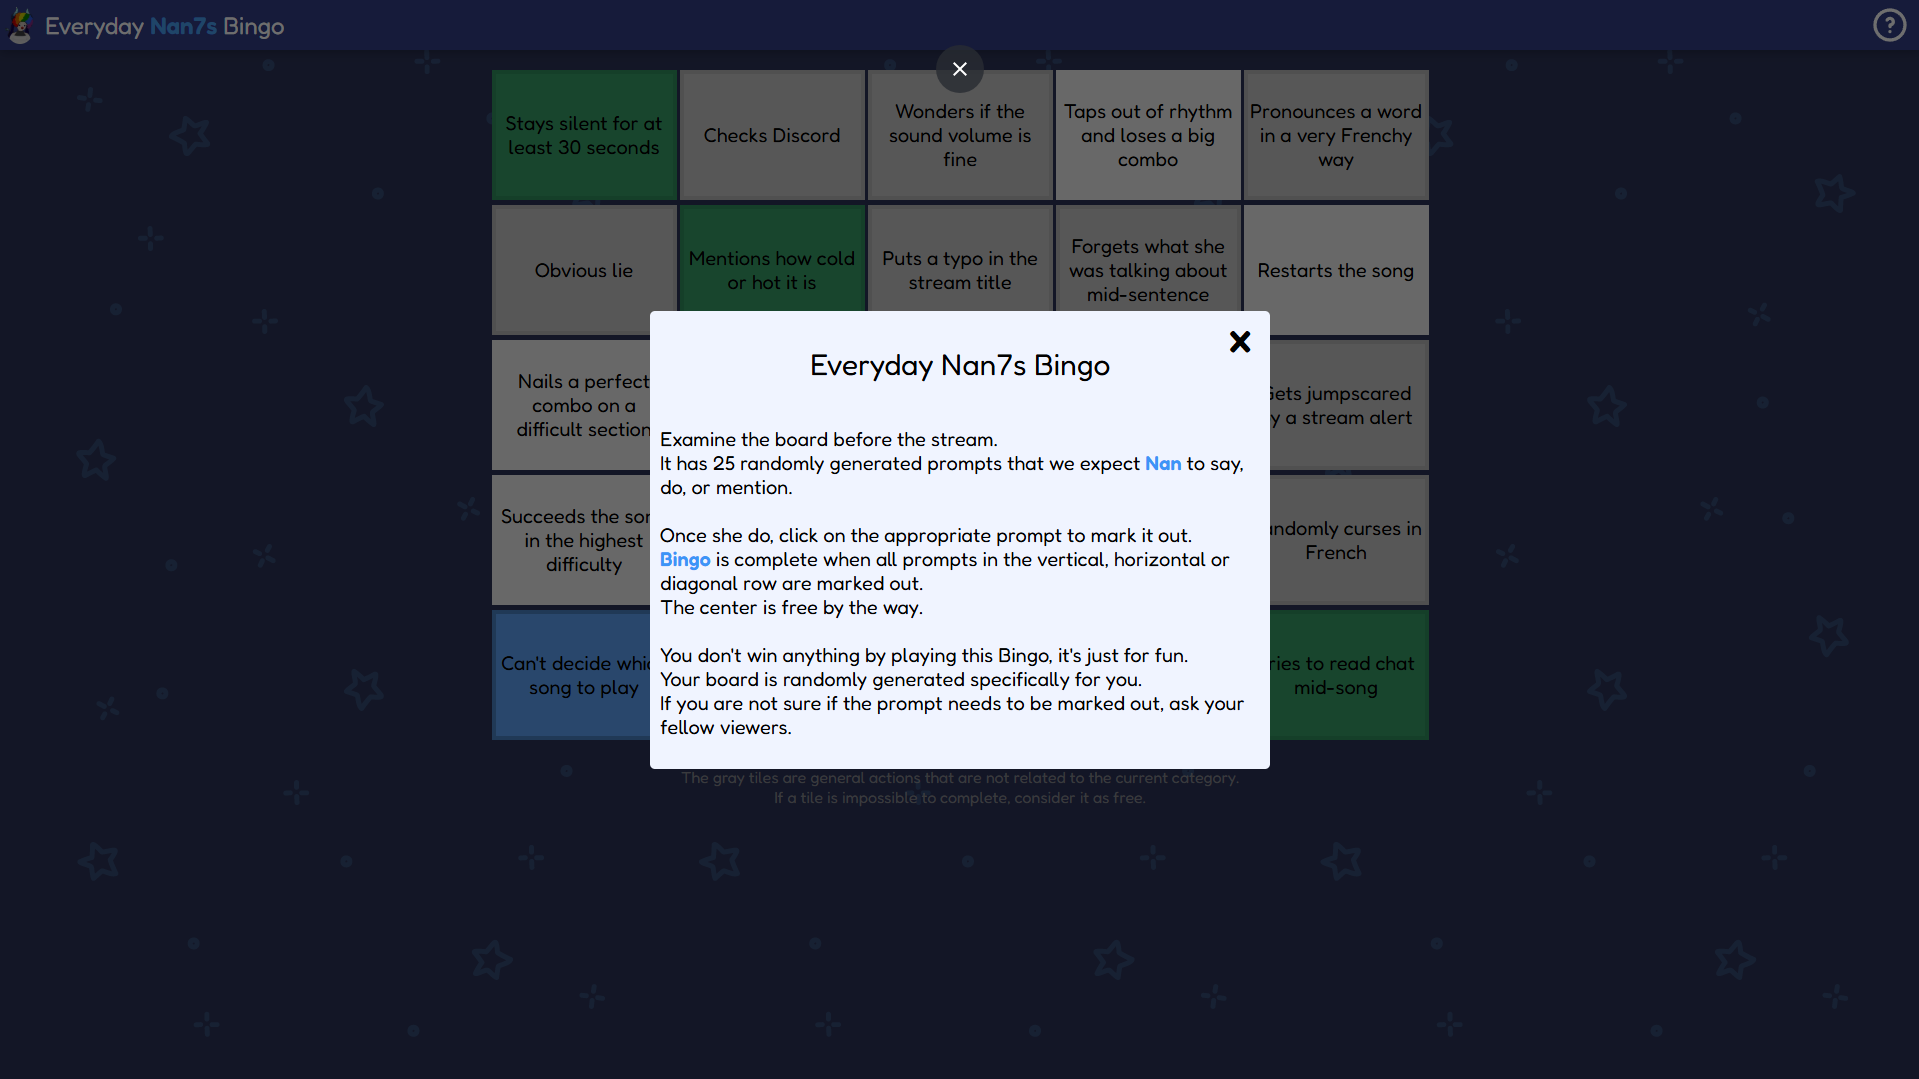 Everyday Nan7s Bingo
?
Stays silent for at
least 30 seconds
Checks Discord
Wonders if the
sound volume is
fine
Taps out of rhythm
and loses a big
combo
Pronounces a word
in a very Frenchy
way
Obvious lie
Mentions how cold
or hot it is
Puts a typo in the
stream title
Forgets what she
was talking about
mid-sentence
Restarts the song
Nails a perfect
combo on a
difficult section
ets jumpscared
y a stream alert
Succeeds the so
in the highest
difficulty
andomly curses in
French
Can't decide whi
song to play
ries to read chat
mid-song
Everyday Nan7s Bingo
Examine the board before the stream.
It has 25 randomly generated prompts that we expect Nan to say,
do, or mention.
Once she do, click on the appropriate prompt to mark it out.
Bingo is complete when all prompts in the vertical, horizontal or
diagonal row are marked out.
The center is free by the way.
You don't win anything by playing this Bingo, it's just for fun.
Your board is randomly generated specifically for you.
If you are not sure if the prompt needs to be marked out, ask your
fellow viewers.
The gray tiles are general actions that are not related to the current category.
If a tile is impossible to complete, consider it as free.